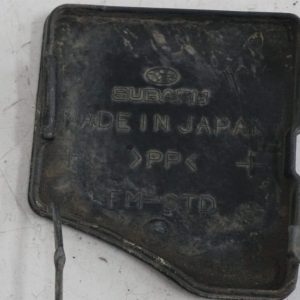 SUBARU
MADE IN JAPAN
>PP<
FM-STD